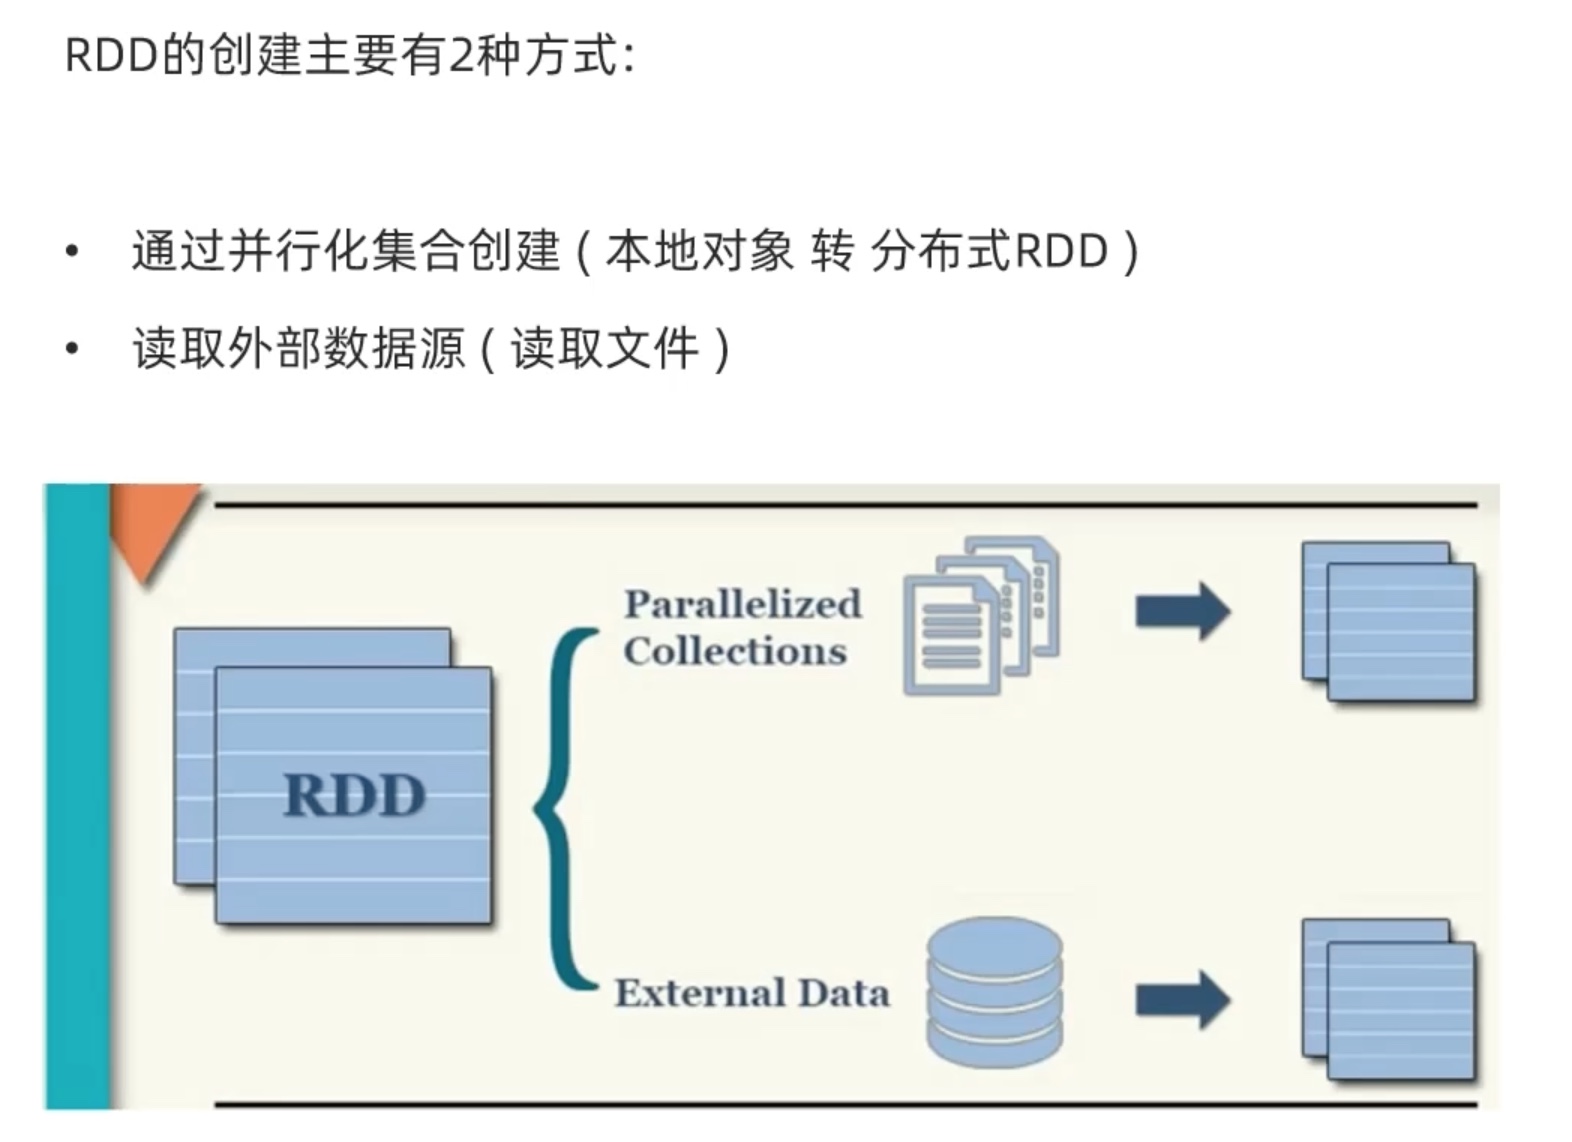 RDD的创建主要有2种方式：
• 通过并行化集合创建 ( 本地对象 转 分布式RDD )
• 读取外部数据源 ( 读取文件 )
Parallelized
Collections
RDD
External Data